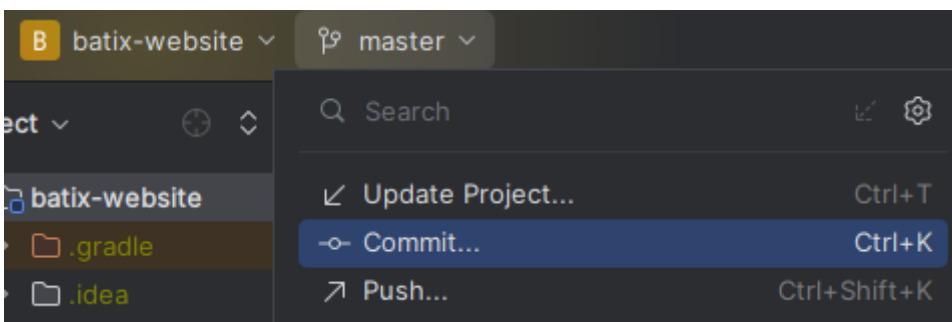 B batix-website master
ect
Search
batix-website
Update Project... Ctrl+T
.gradle
Commit... Ctrl+K
.idea
Push... Ctrl+Shift+K